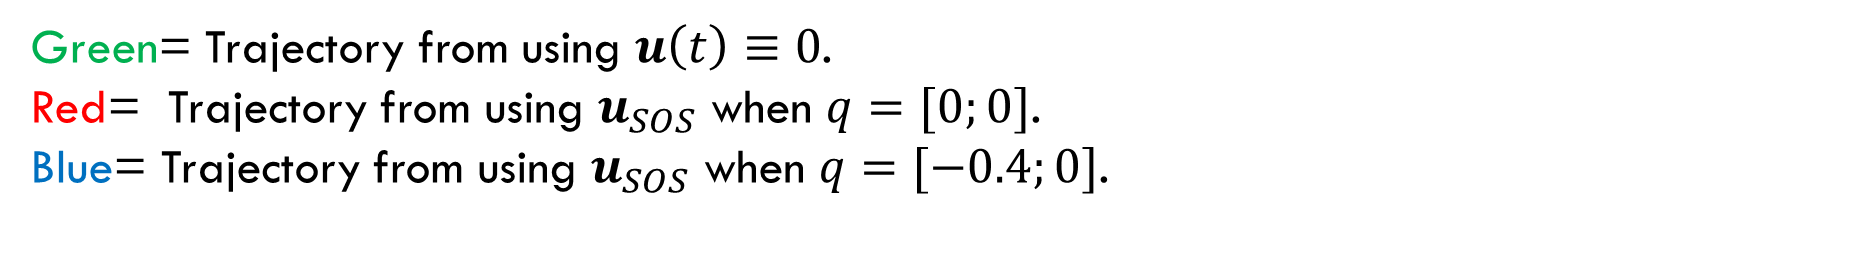 Green= Trajectory from using 𝒖(𝑡) ≡ 0.
Red= Trajectory from using 𝒖_SOS when 𝑞 = [0; 0].
Blue= Trajectory from using 𝒖_SOS when 𝑞 = [−0.4; 0].